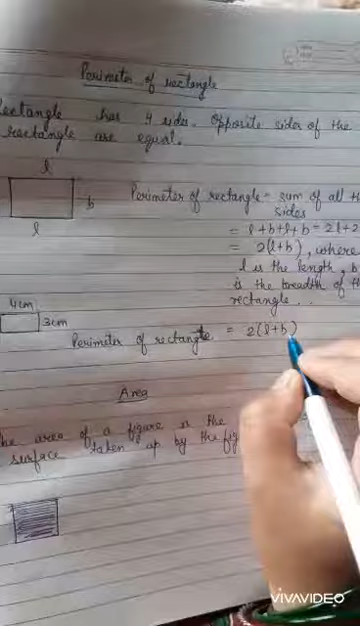 Perimeter of rectangle
Rectangle has 4 sides. Opposite sides of the
rectangle are equal.
l
b
l
Perimeter of rectangle = sum of all
sides
= l+b+l+b = 2l+2
= 2(l+b), where
l is the length, b
is the breadth of the
rectangle.
4cm
3cm
Perimeter of rectangle = 2(l+b)
Area
The area of a figure is the
surface taken up by the fig
VIVAVIDEO